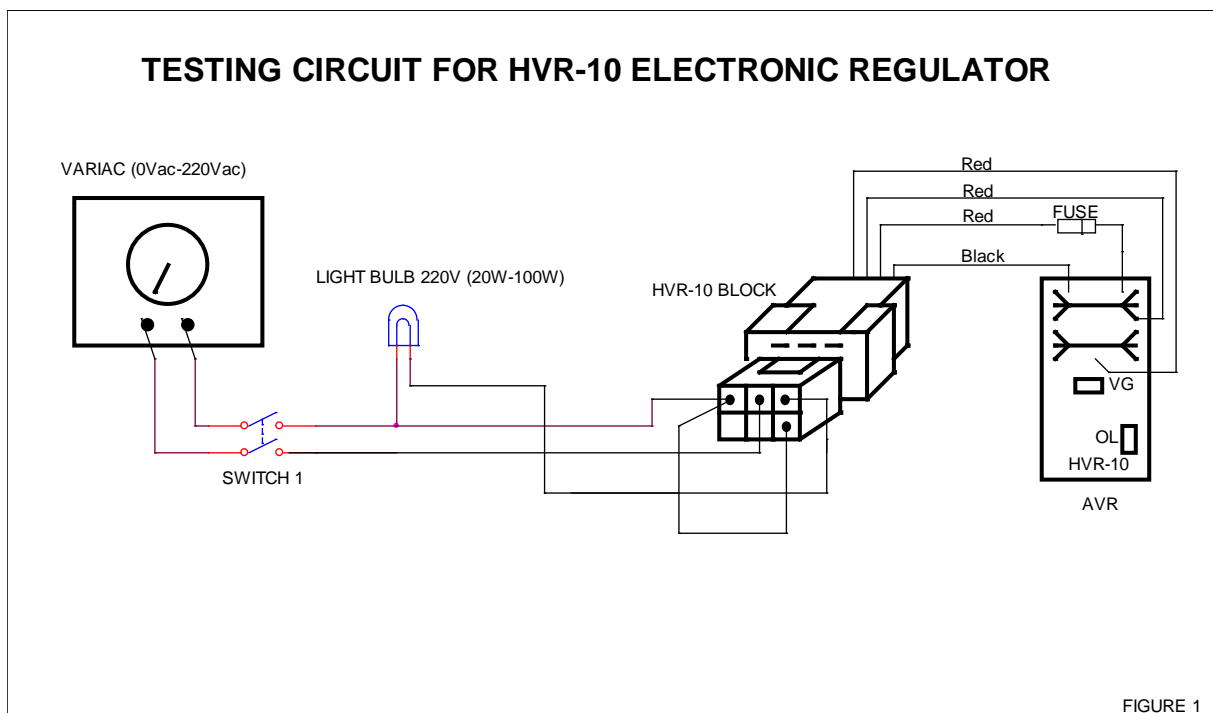 TESTING CIRCUIT FOR HVR-10 ELECTRONIC REGULATOR
VARIAC (0Vac-220Vac)
LIGHT BULB 220V (20W-100W)
SWITCH 1
HVR-10 BLOCK
Red
Red
Red
FUSE
Black
VG
OL
HVR-10
AVR
FIGURE 1